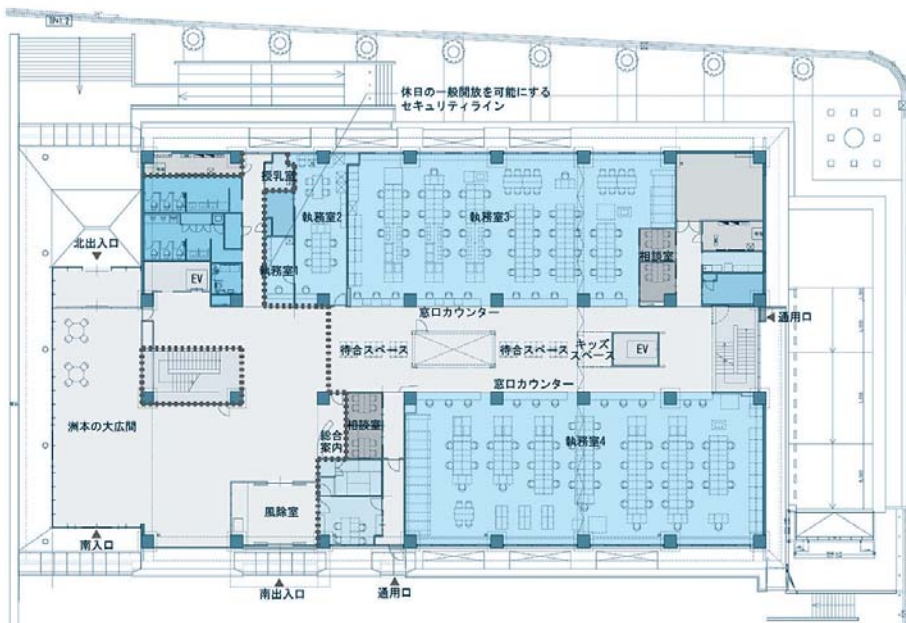 休日の一般開放を可能にする
セキュリティライン
授乳室
執務室2
執務室3
北出入口
EV
執務室1
相談室
窓口カウンター
通用口
待合スペース
待合スペース
キッズ
スペース
EV
窓口カウンター
洲本の大広間
総合
案内
相談室
執務室4
風除室
南入口
南出入口
通用口